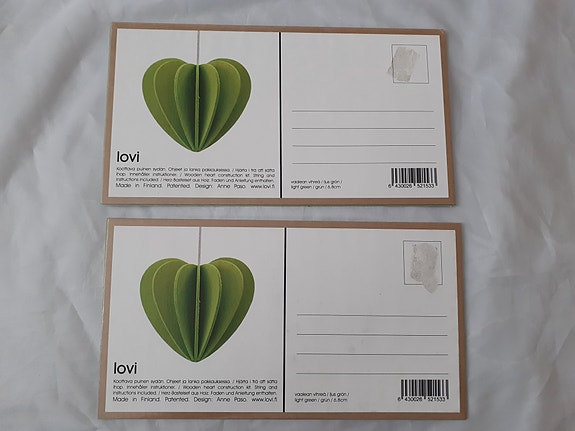 lovi
Koottava puinen sydän. Ohjeet ja lanka pakkauksessa. / Hjärta i trä att sätta
ihop. Innehåller instruktioner. / Wooden heart construction kit. String and
instructions included. / Herz-Bastelset aus Holz. Faden und Anleitung enthalten.
Made in Finland. Patented. Design: Anne Paso. www.lovi.fi
vaalean vihreä / ljus grön /
light green / grün / 6.8cm
6 430026 521533
lovi
Koottava puinen sydän. Ohjeet ja lanka pakkauksessa. / Hjärta i trä att sätta
ihop. Innehåller instruktioner. / Wooden heart construction kit. String and
instructions included. / Herz-Bastelset aus Holz. Faden und Anleitung enthalten.
Made in Finland. Patented. Design: Anne Paso. www.lovi.fi
vaalean vihreä / ljus grön /
light green / grün / 6.8cm
6 430026 521533